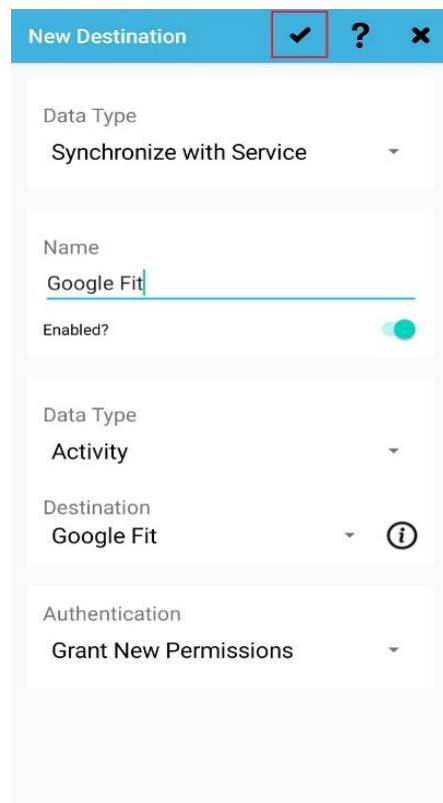 New Destination
Data Type
Synchronize with Service
Name
Google Fit
Enabled?
Data Type
Activity
Destination
Google Fit
Authentication
Grant New Permissions